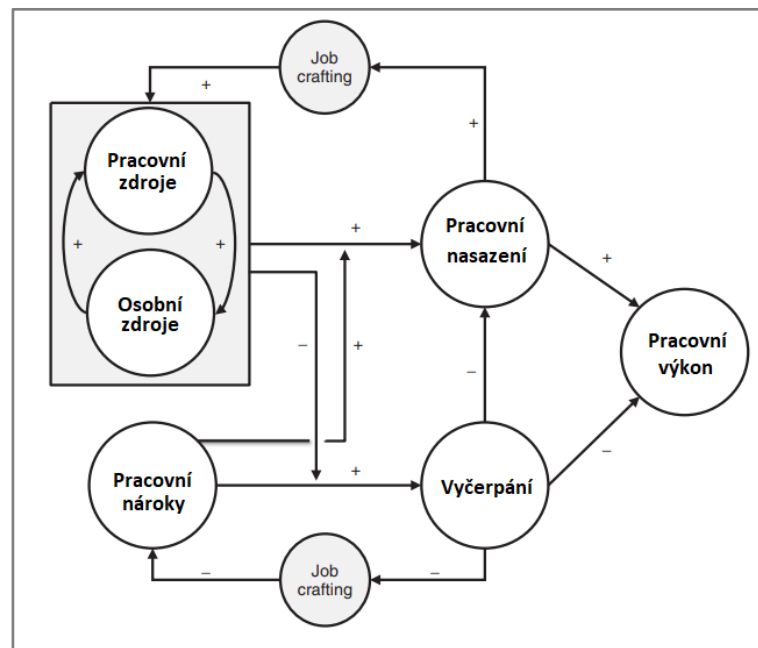 Job
crafting
+
+
Pracovní
zdroje
+
+
Osobní
zdroje
+
Pracovní
nasazení
+
Pracovní
výkon
–
+
–
–
Pracovní
nároky
+
Vyčerpání
–
Job
crafting
–